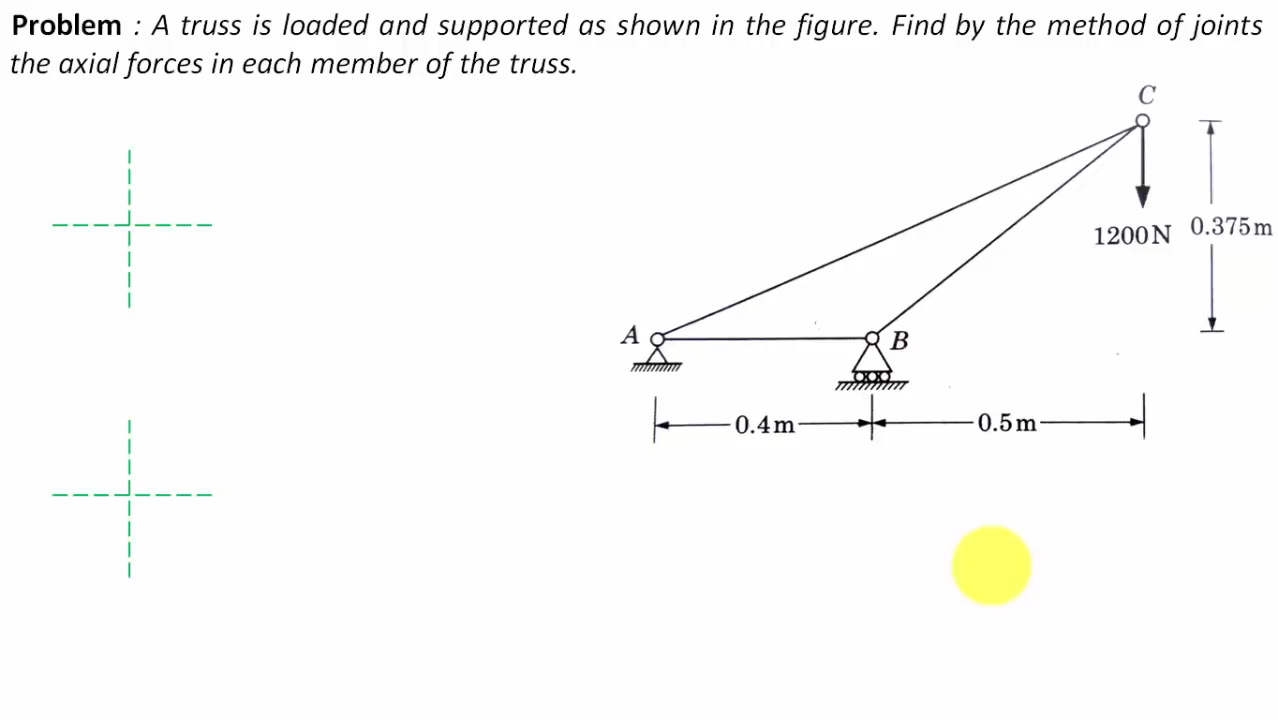 Problem : A truss is loaded and supported as shown in the figure. Find by the method of joints
the axial forces in each member of the truss.
C
1200N
0.375m
A
B
0.4m
0.5m